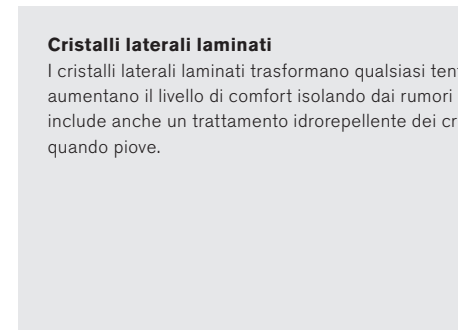 Cristalli laterali laminati
I cristalli laterali laminati trasformano qualsiasi
aumentano il livello di comfort isolando dai rumori
include anche un trattamento idrorepellente dei
quando piove.